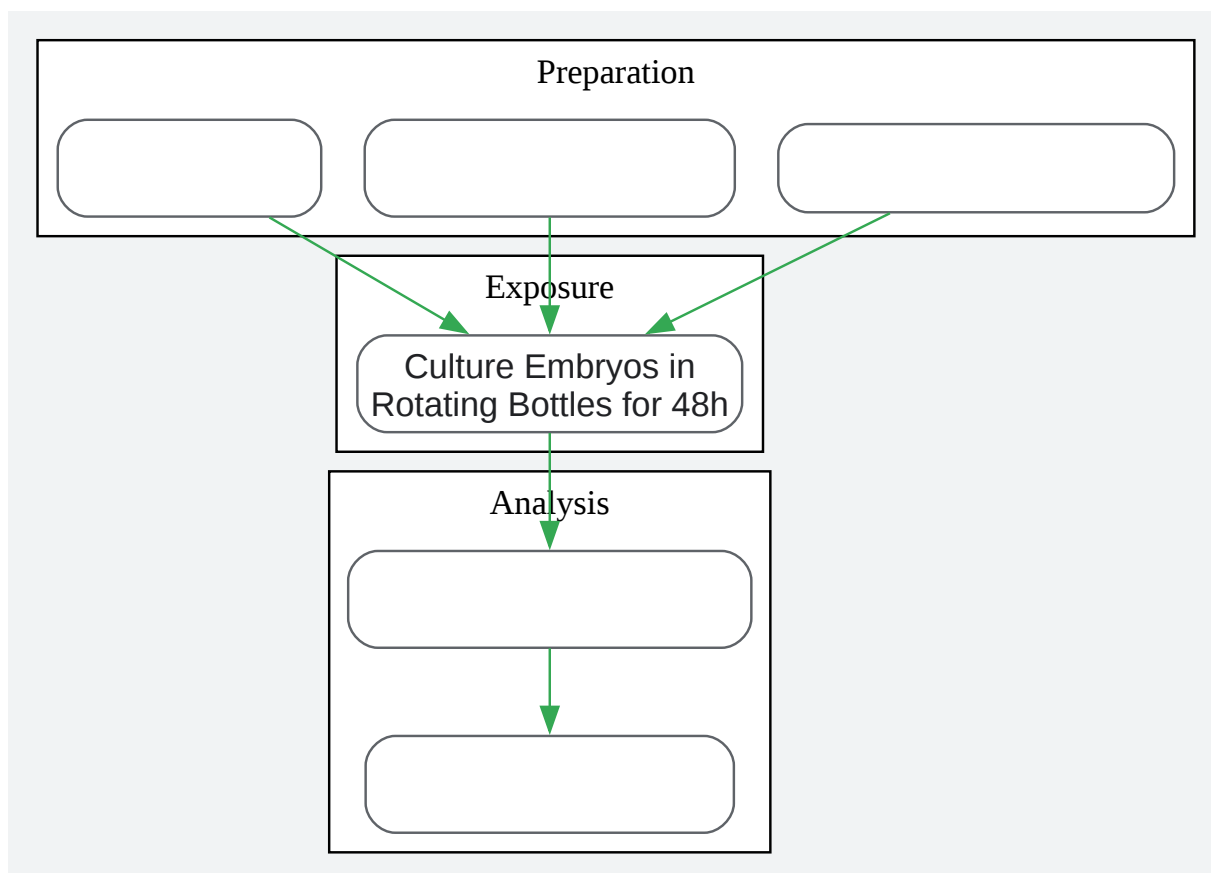 Preparation
Exposure
Culture Embryos in
Rotating Bottles for 48h
Analysis